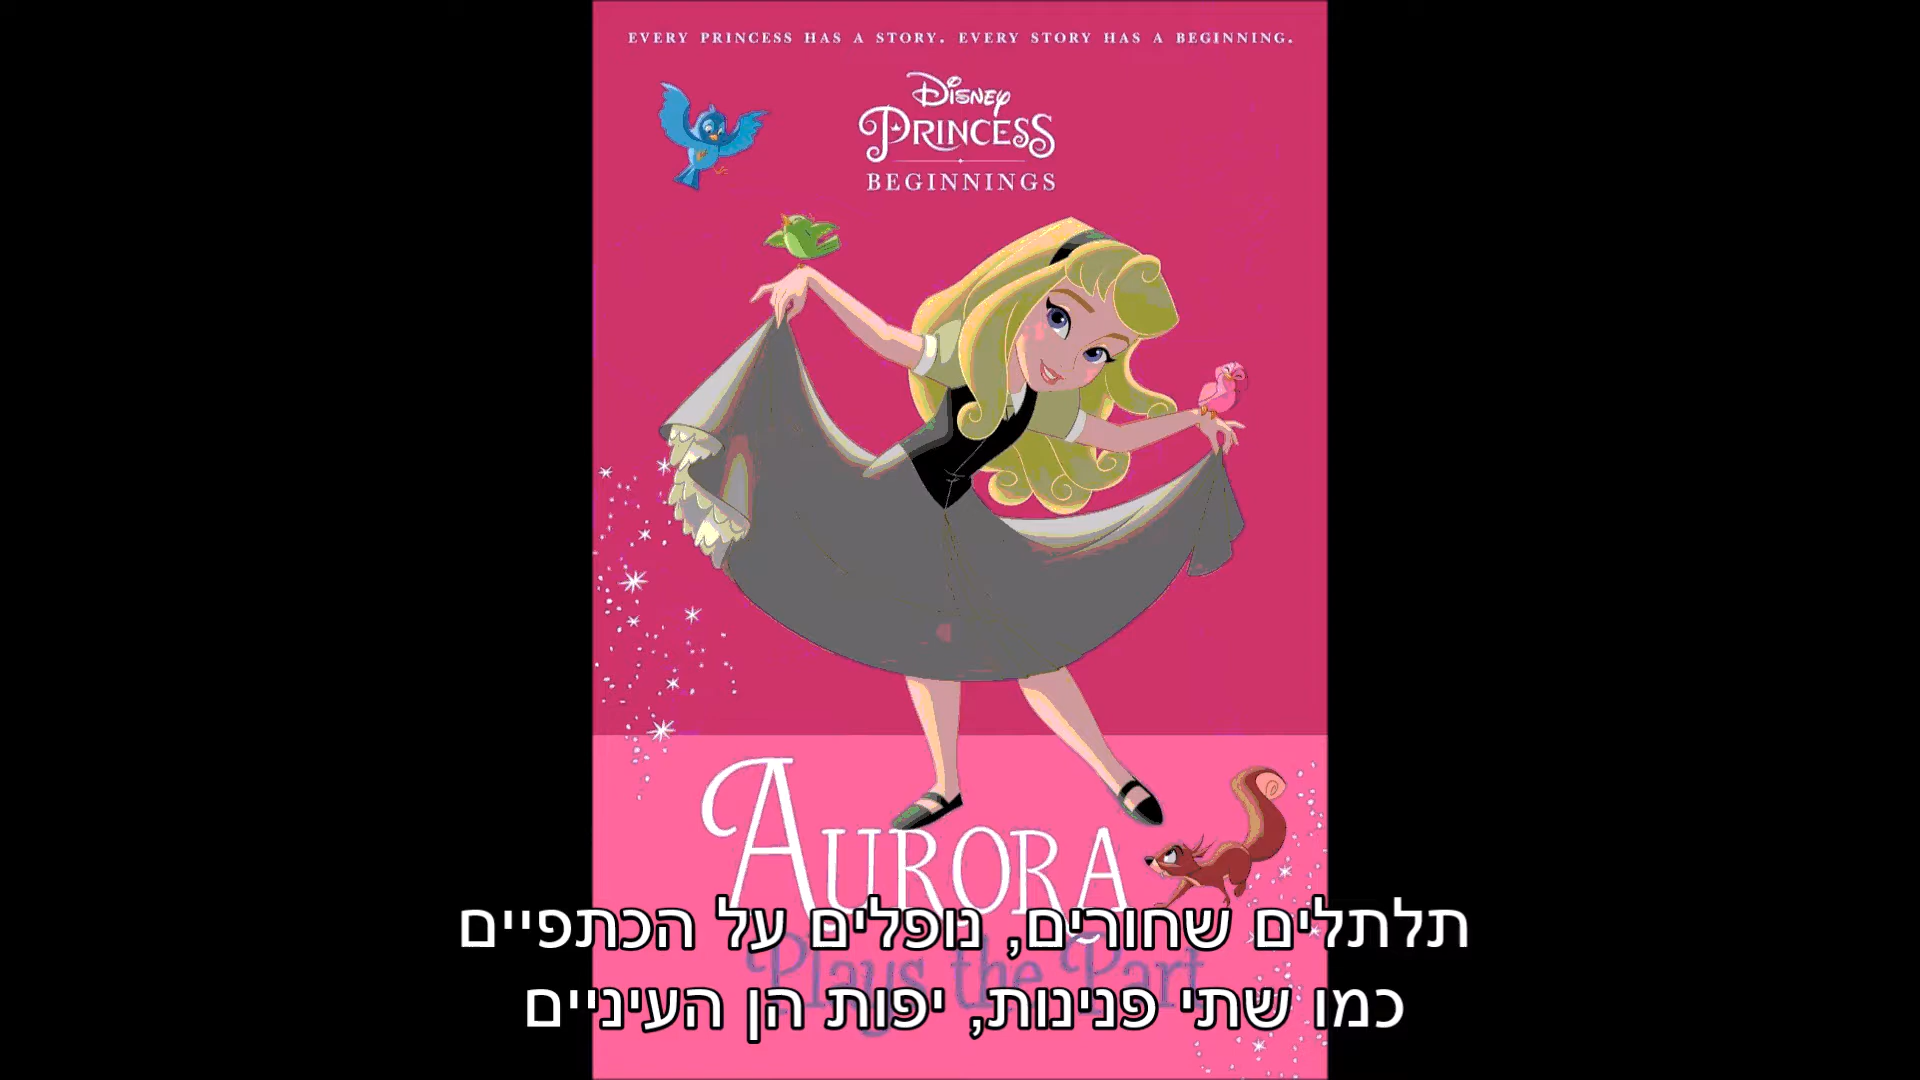 EVERY PRINCESS HAS A STORY. EVERY STORY HAS A BEGINNING.
Disney
PRINCESS
BEGINNINGS
AURORA
Plays the Part
תלתלים שחורים, נופלים על הכתפיים
כמו שתי פנינות, יפות הן העיניים